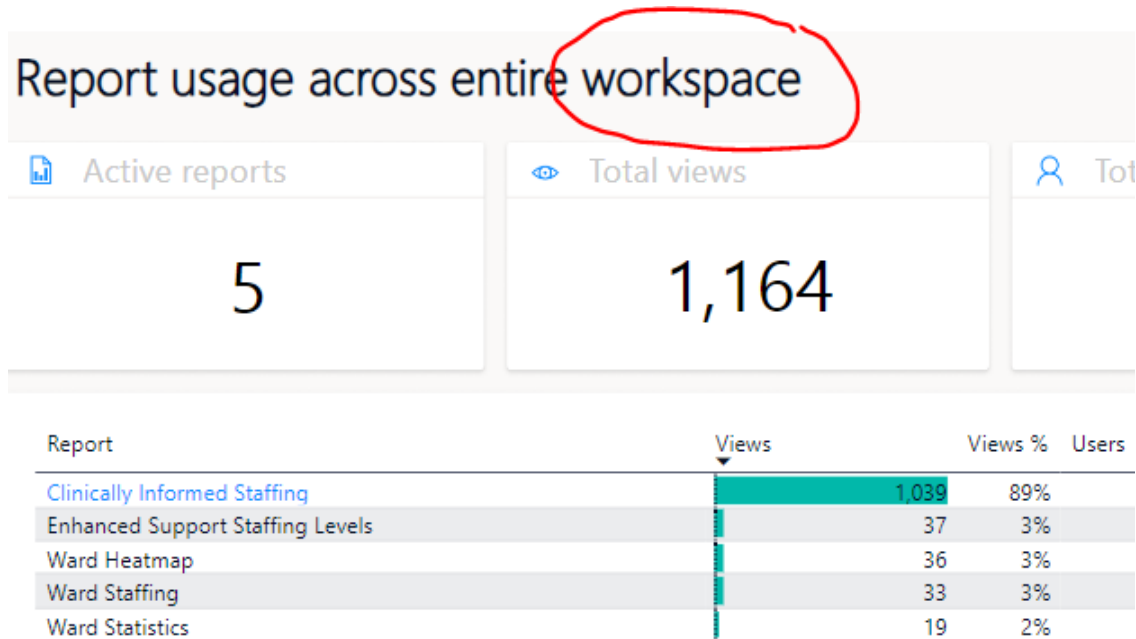 Report usage across entire workspace
Active reports
Total views
5
1,164
Report Views Views % Users
Clinically Informed Staffing 1,039 89%
Enhanced Support Staffing Levels 37 3%
Ward Heatmap 36 3%
Ward Staffing 33 3%
Ward Statistics 19 2%